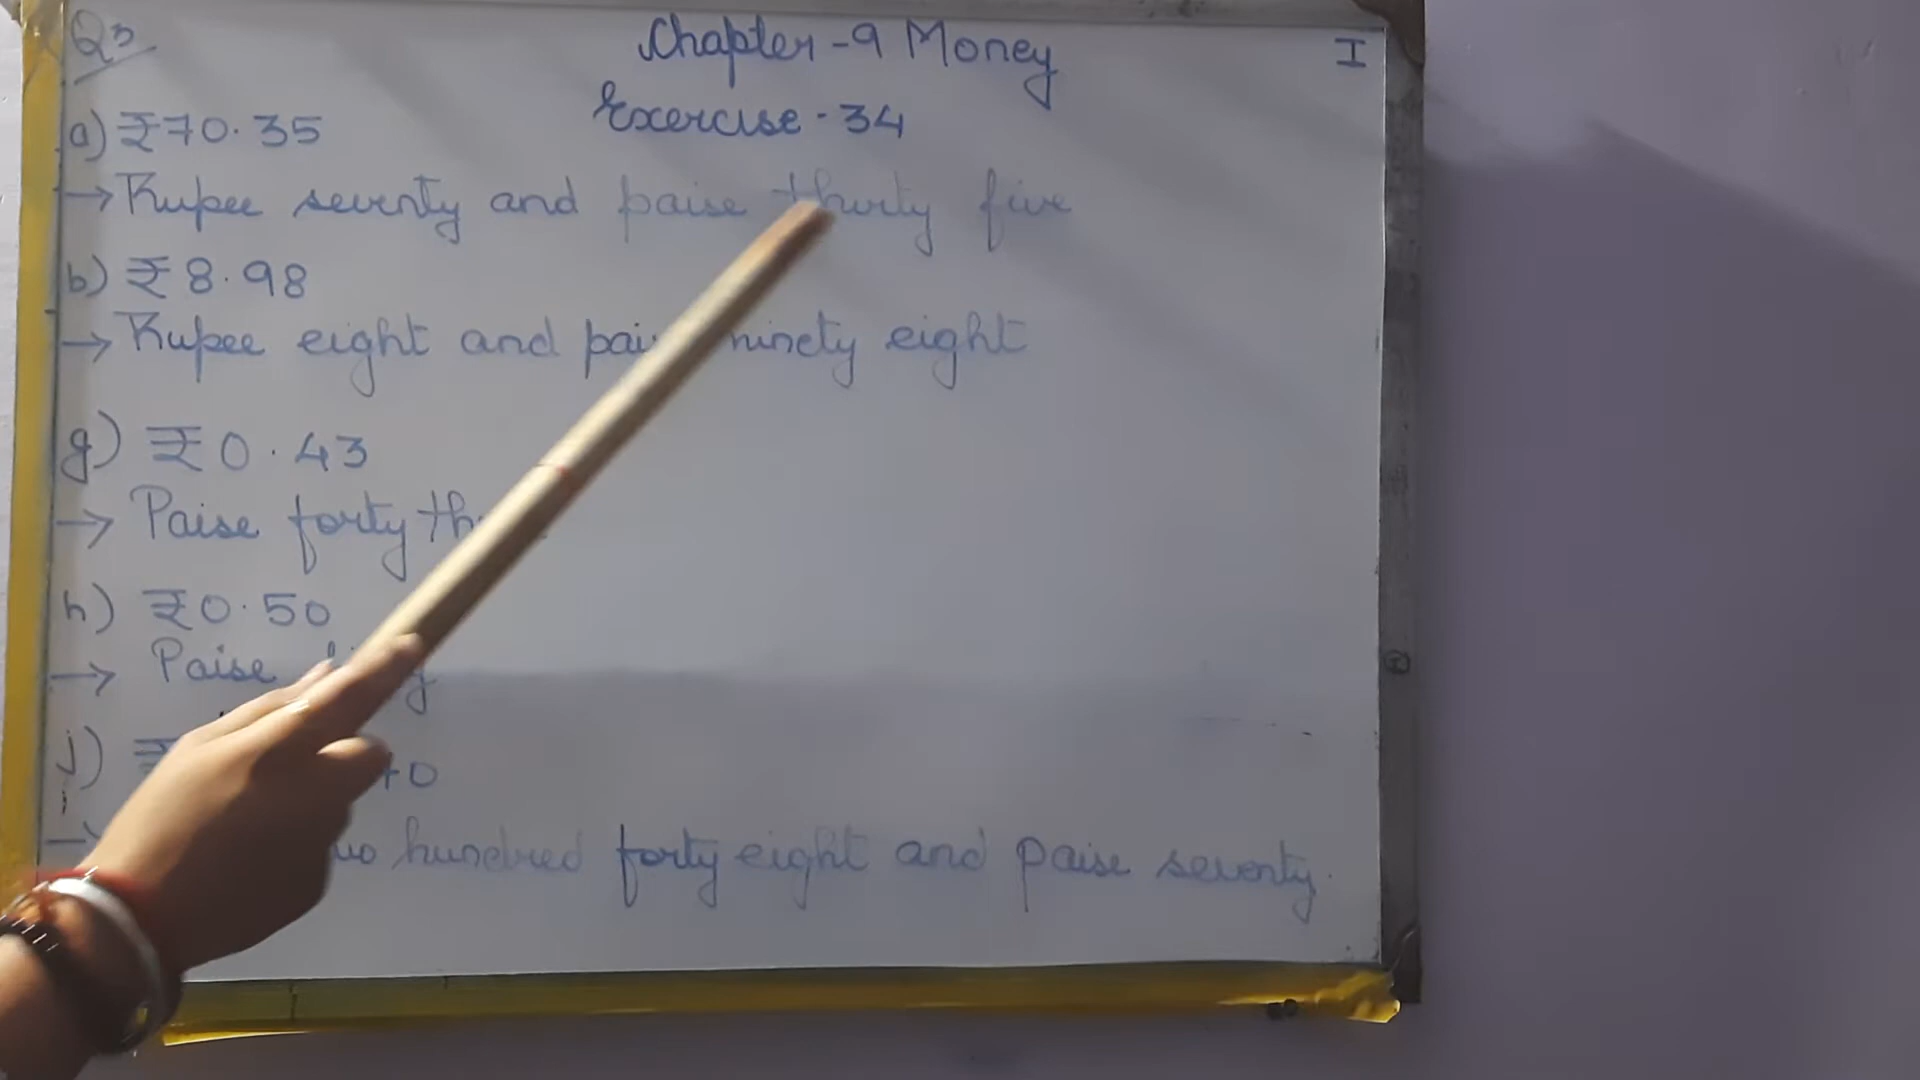 Q3
Chapter-9 Money
I
Exercise-34
a) ₹70.35
→ Rupee seventy and paise thirty five
b) ₹8.98
→ Rupee eight and ninety eight
g) ₹0.43
→ Paise forty
h) ₹0.50
→ Paise
j) ₹
→ hundred forty eight and paise seventy.